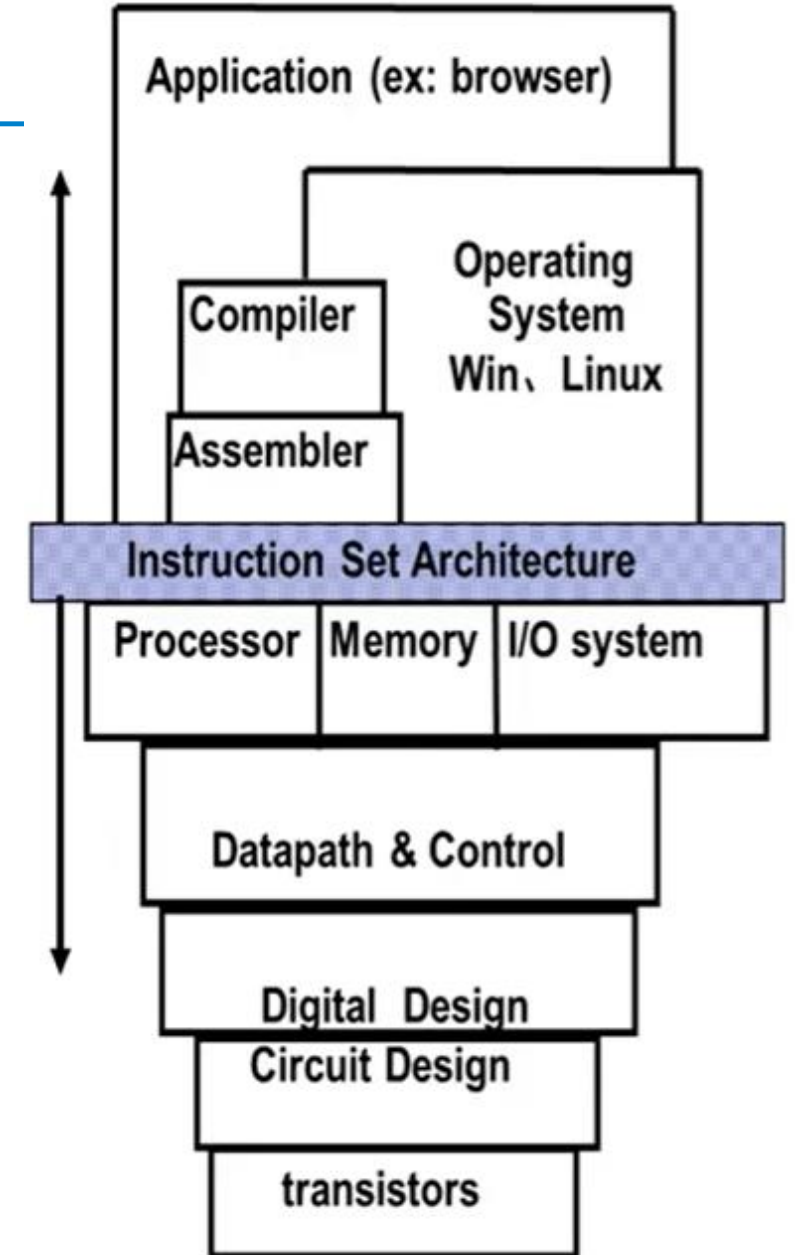 Application (ex: browser)
Operating
System
Win、Linux
Compiler
Assembler
Instruction Set Architecture
Processor
Memory
I/O system
Datapath & Control
Digital Design
Circuit Design
transistors